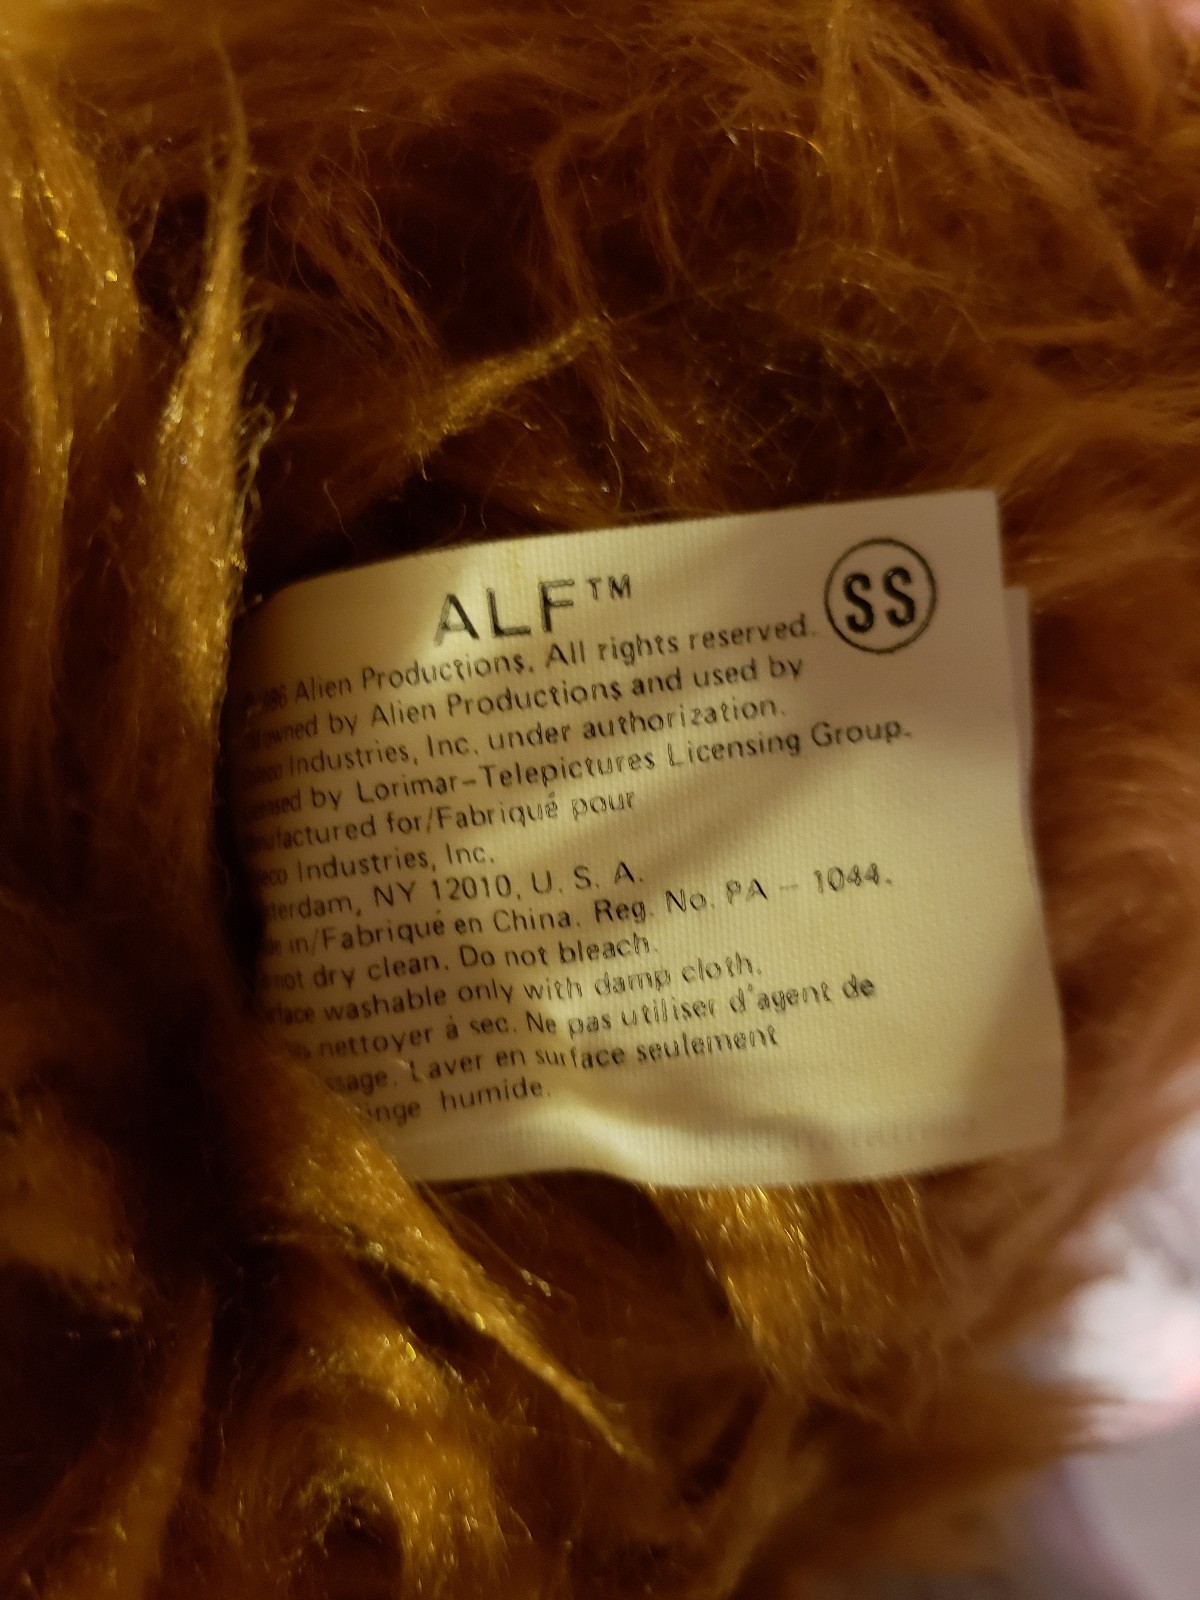 ALF™
SS
Alien Productions. All rights reserved.
owned by Alien Productions and used by
Industries, Inc. under authorization.
by Lorimar-Telepictures Licensing Group.
for/Fabriqué pour
Industries, Inc.
NY 12010, U. S. A.
in/Fabriqué en China. Reg. No. PA - 1044.
not dry clean. Do not bleach.
washable only with damp cloth.
nettoyer à sec. Ne pas utiliser d'agent de
Laver en surface seulement
humide.